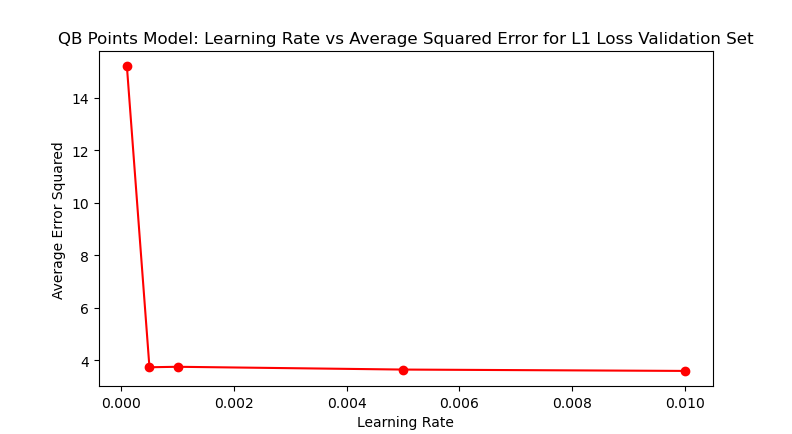 QB Points Model: Learning Rate vs Average Squared Error for L1 Loss Validation Set
Average Error Squared
14
12
10
8
6
4
0.000 0.002 0.004 0.006 0.008 0.010
Learning Rate